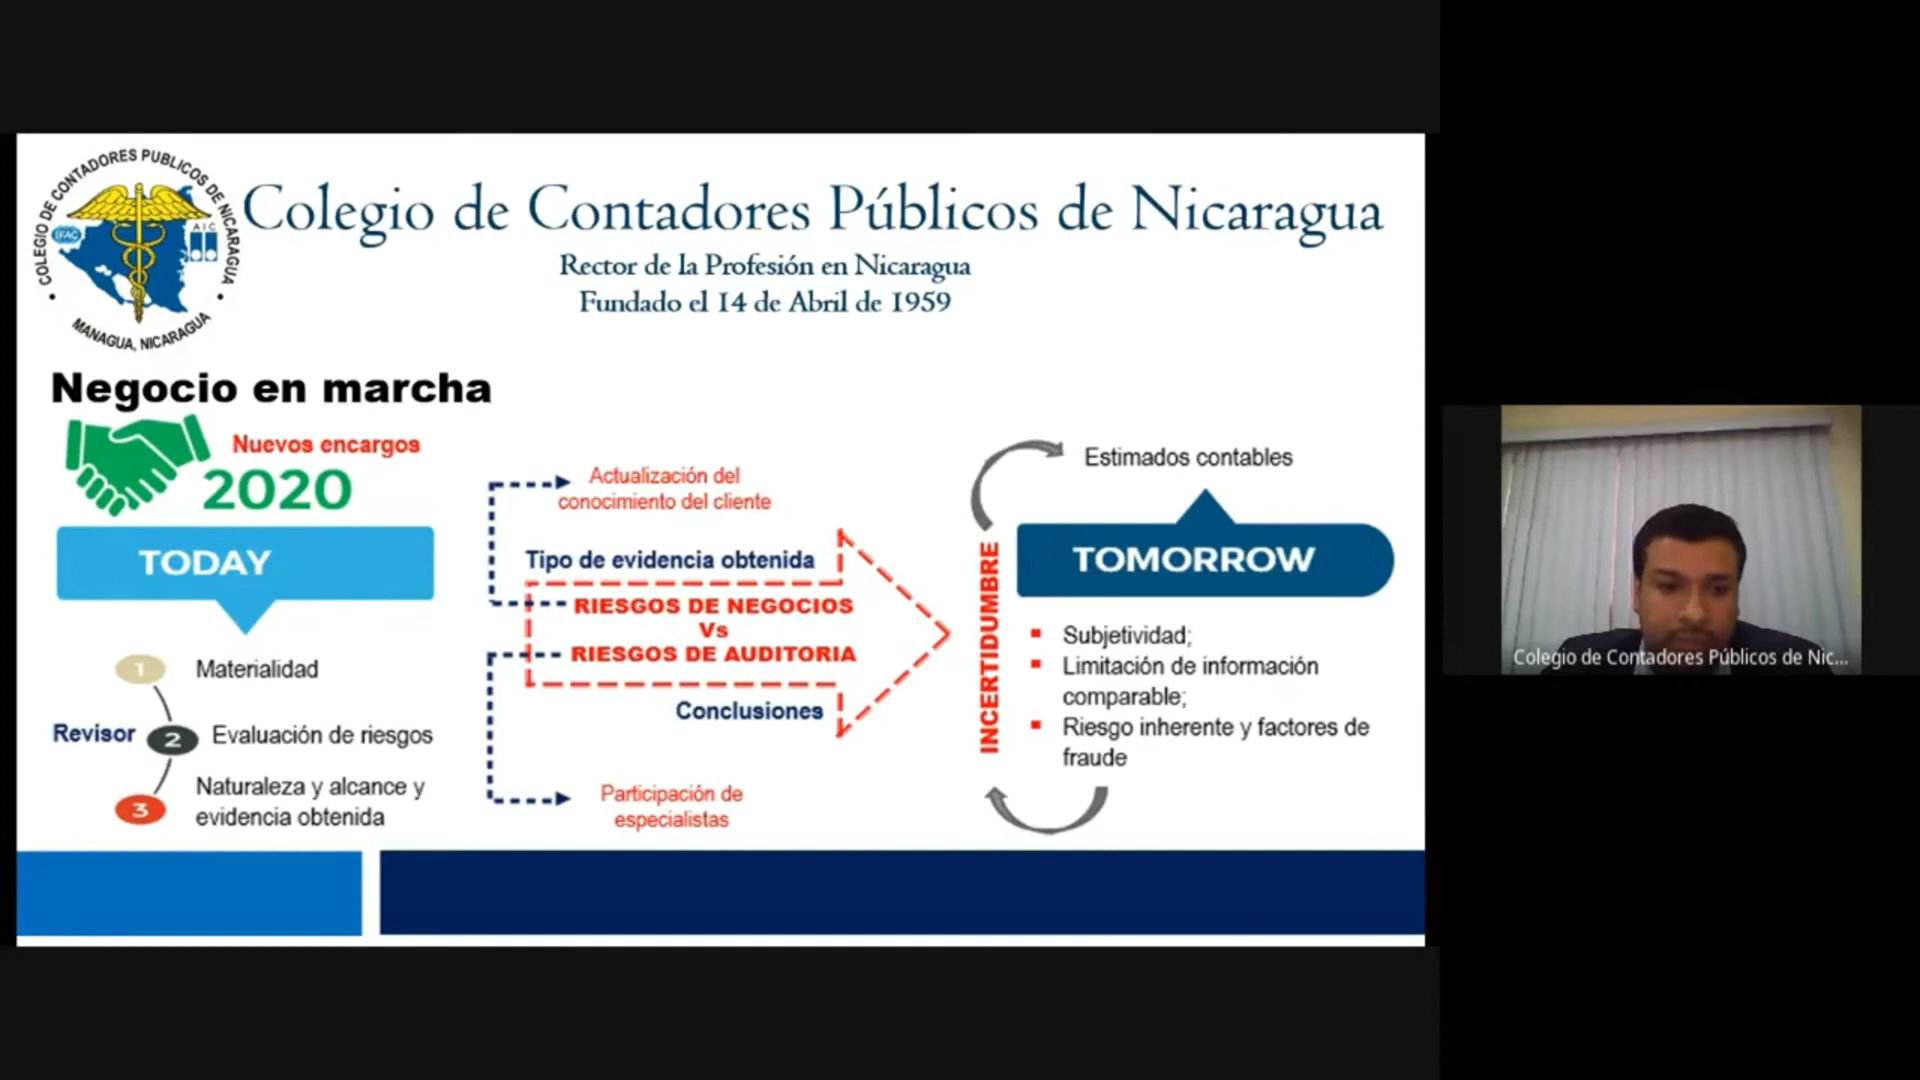 COLEGIO DE CONTADORES PUBLICOS DE NICARAGUA
IFAC
AIC
MANAGUA, NICARAGUA
Colegio de Contadores Públicos de Nicaragua
Rector de la Profesión en Nicaragua
Fundado el 14 de Abril de 1959
Negocio en marcha
Nuevos encargos
2020
TODAY
1 Materialidad
Revisor 2 Evaluación de riesgos
3 Naturaleza y alcance y
evidencia obtenida
Actualización del
conocimiento del cliente
Tipo de evidencia obtenida
RIESGOS DE NEGOCIOS
Vs
RIESGOS DE AUDITORIA
Conclusiones
Participación de
especialistas
INCERTIDUMBRE
Estimados contables
TOMORROW
Subjetividad;
Limitación de información
comparable;
Riesgo inherente y factores de
fraude
Colegio de Contadores Públicos de Nic...